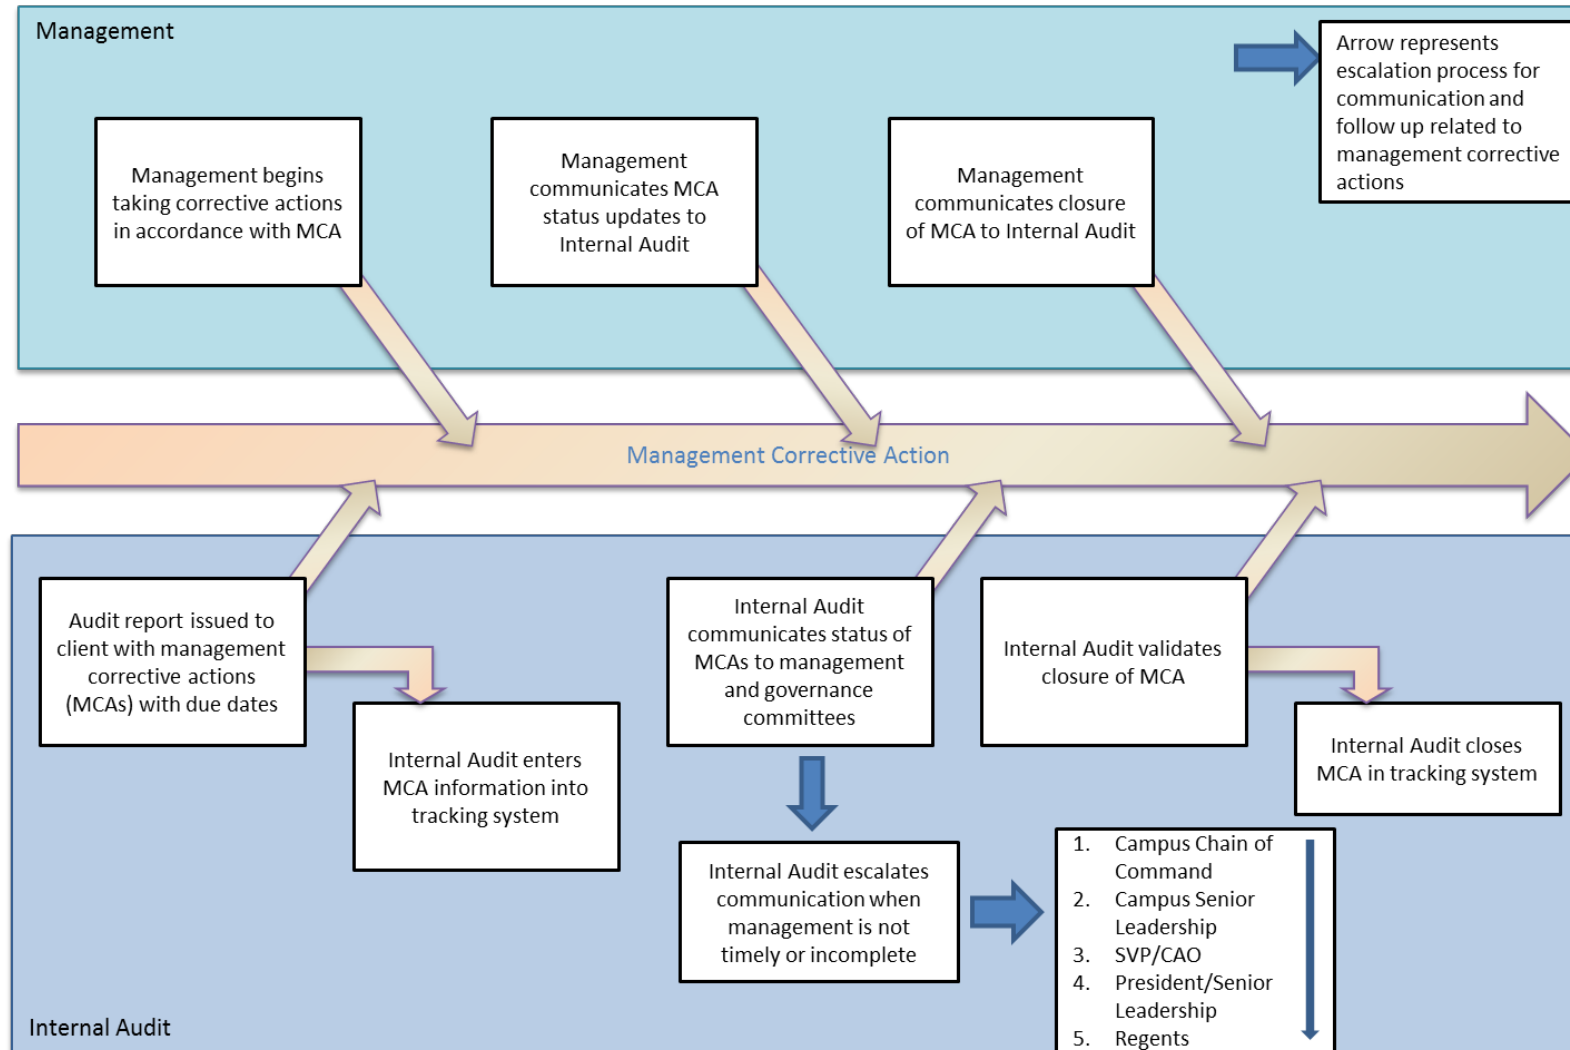 Management
Arrow represents
escalation process for
communication and
follow up related to
management corrective
actions
Management begins
taking corrective actions
in accordance with MCA
Management
communicates MCA
status updates to
Internal Audit
Management
communicates closure
of MCA to Internal Audit
Management Corrective Action
Audit report issued to
client with management
corrective actions
(MCAs) with due dates
Internal Audit enters
MCA information into
tracking system
Internal Audit
communicates status of
MCAs to management
and governance
committees
Internal Audit validates
closure of MCA
Internal Audit closes
MCA in tracking system
Internal Audit escalates
communication when
management is not
timely or incomplete
1. Campus Chain of
Command
2. Campus Senior
Leadership
3. SVP/CAO
4. President/Senior
Leadership
5. Regents
Internal Audit